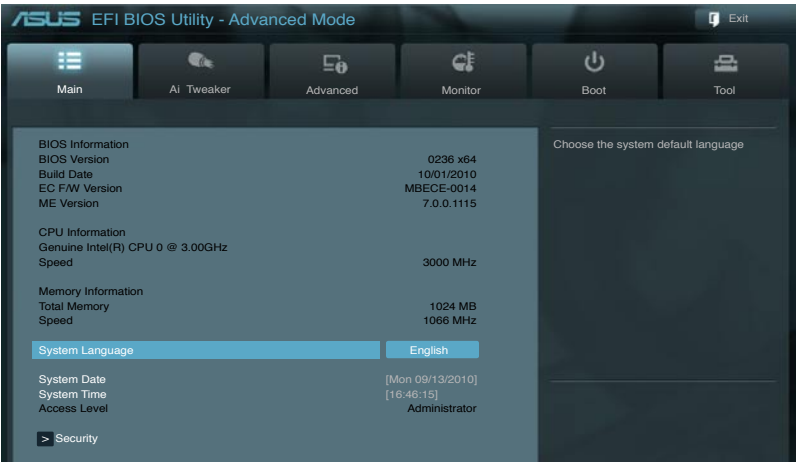 ASUS EFI BIOS Utility - Advanced Mode
Exit
Main
Ai Tweaker
Advanced
Monitor
Boot
Tool
BIOS Information
BIOS Version 0236 x64
Build Date 10/01/2010
EC F/W Version MBECE-0014
ME Version 7.0.0.1115
CPU Information
Genuine Intel(R) CPU 0 @ 3.00GHz
Speed 3000 MHz
Memory Information
Total Memory 1024 MB
Speed 1066 MHz
System Language English
System Date [Mon 09/13/2010]
System Time [16:46:15]
Access Level Administrator
> Security
Choose the system default language